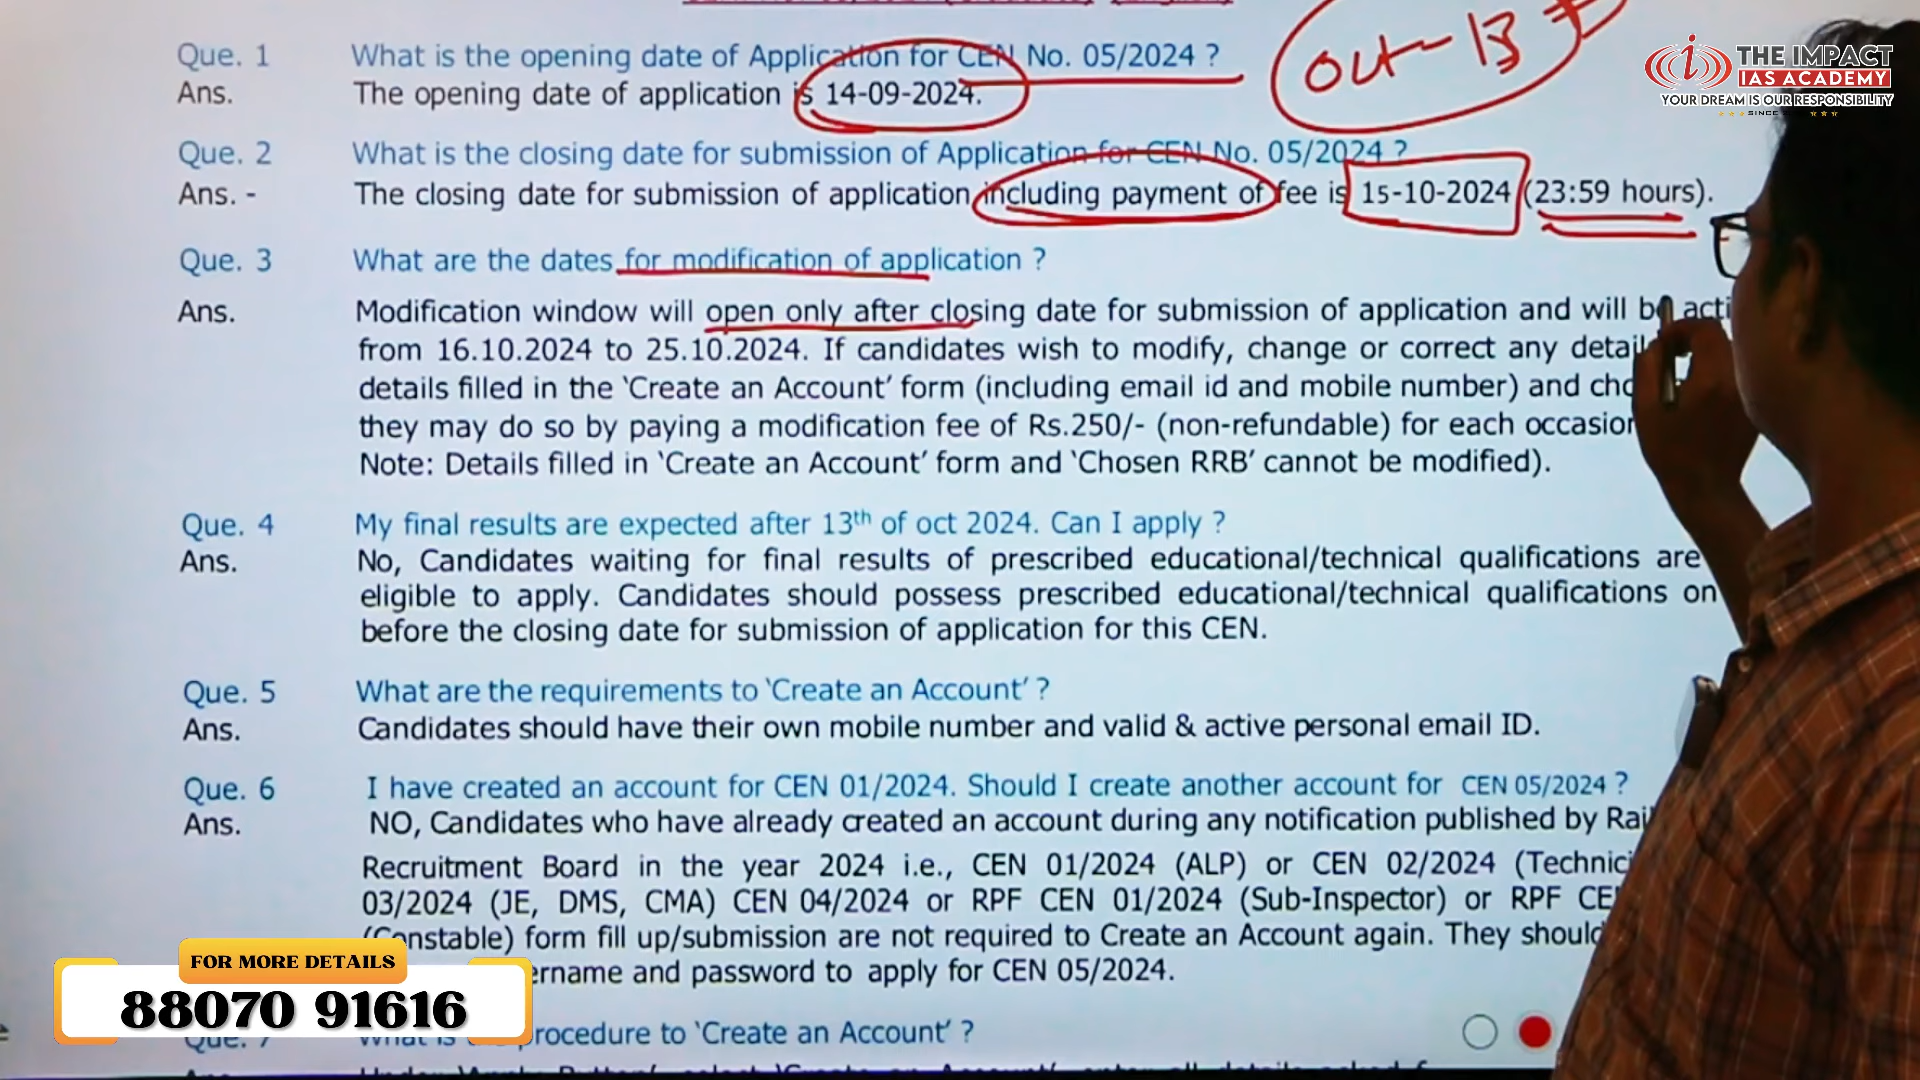 Que. 1 What is the opening date of Application for CEN No. 05/2024 ?
out - 13
THE IMPACT
IAS ACADEMY
YOUR DREAM IS OUR RESPONSIBILITY
SINCE
Ans. The opening date of application is 14-09-2024.
Que. 2 What is the closing date for submission of Application for CEN No. 05/2024 ?
Ans. - The closing date for submission of application including payment of fee is 15-10-2024 (23:59 hours).
Que. 3 What are the dates for modification of application ?
Ans. Modification window will open only after closing date for submission of application and will be acti
from 16.10.2024 to 25.10.2024. If candidates wish to modify, change or correct any detail
details filled in the ‘Create an Account’ form (including email id and mobile number) and cho
they may do so by paying a modification fee of Rs.250/- (non-refundable) for each occasion
Note: Details filled in ‘Create an Account’ form and ‘Chosen RRB’ cannot be modified).
Que. 4 My final results are expected after 13th of oct 2024. Can I apply ?
Ans. No, Candidates waiting for final results of prescribed educational/technical qualifications are
eligible to apply. Candidates should possess prescribed educational/technical qualifications on
before the closing date for submission of application for this CEN.
Que. 5 What are the requirements to ‘Create an Account’ ?
Ans. Candidates should have their own mobile number and valid & active personal email ID.
Que. 6 I have created an account for CEN 01/2024. Should I create another account for CEN 05/2024 ?
Ans. NO, Candidates who have already created an account during any notification published by Rail
Recruitment Board in the year 2024 i.e., CEN 01/2024 (ALP) or CEN 02/2024 (Technici
03/2024 (JE, DMS, CMA) CEN 04/2024 or RPF CEN 01/2024 (Sub-Inspector) or RPF CE
(Constable) form fill up/submission are not required to Create an Account again. They should
ername and password to apply for CEN 05/2024.
FOR MORE DETAILS
88070 91616
Que. 7 What is procedure to ‘Create an Account’ ?